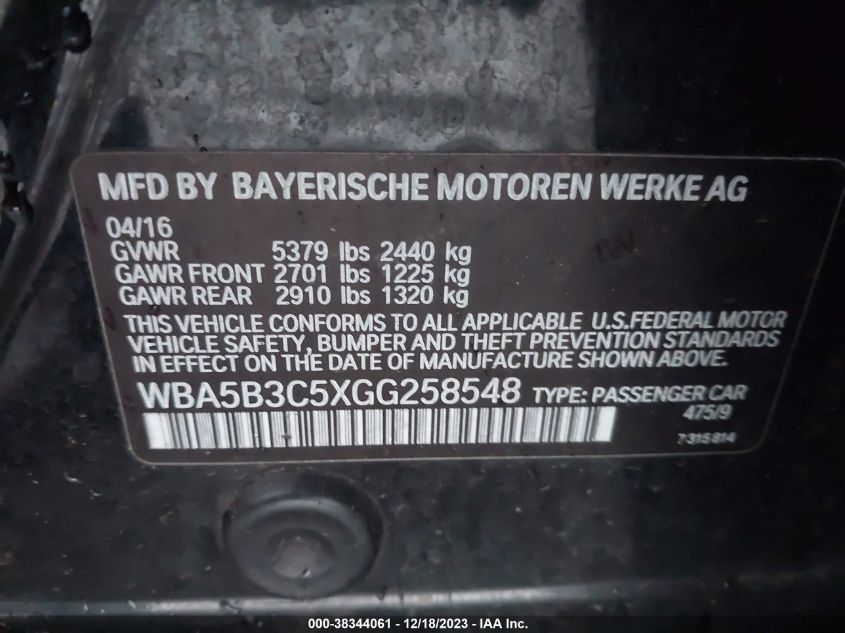 MFD BY BAYERISCHE MOTOREN WERKE AG
04/16
GVWR 5379 lbs 2440 kg
GAWR FRONT 2701 lbs 1225 kg
GAWR REAR 2910 lbs 1320 kg
THIS VEHICLE CONFORMS TO ALL APPLICABLE U.S.FEDERAL MOTOR
VEHICLE SAFETY, BUMPER AND THEFT PREVENTION STANDARDS
IN EFFECT ON THE DATE OF MANUFACTURE SHOWN ABOVE.
WBA5B3C5XGG258548 TYPE: PASSENGER CAR
475/9
7315814
000-38344061 - 12/18/2023 - IAA Inc.